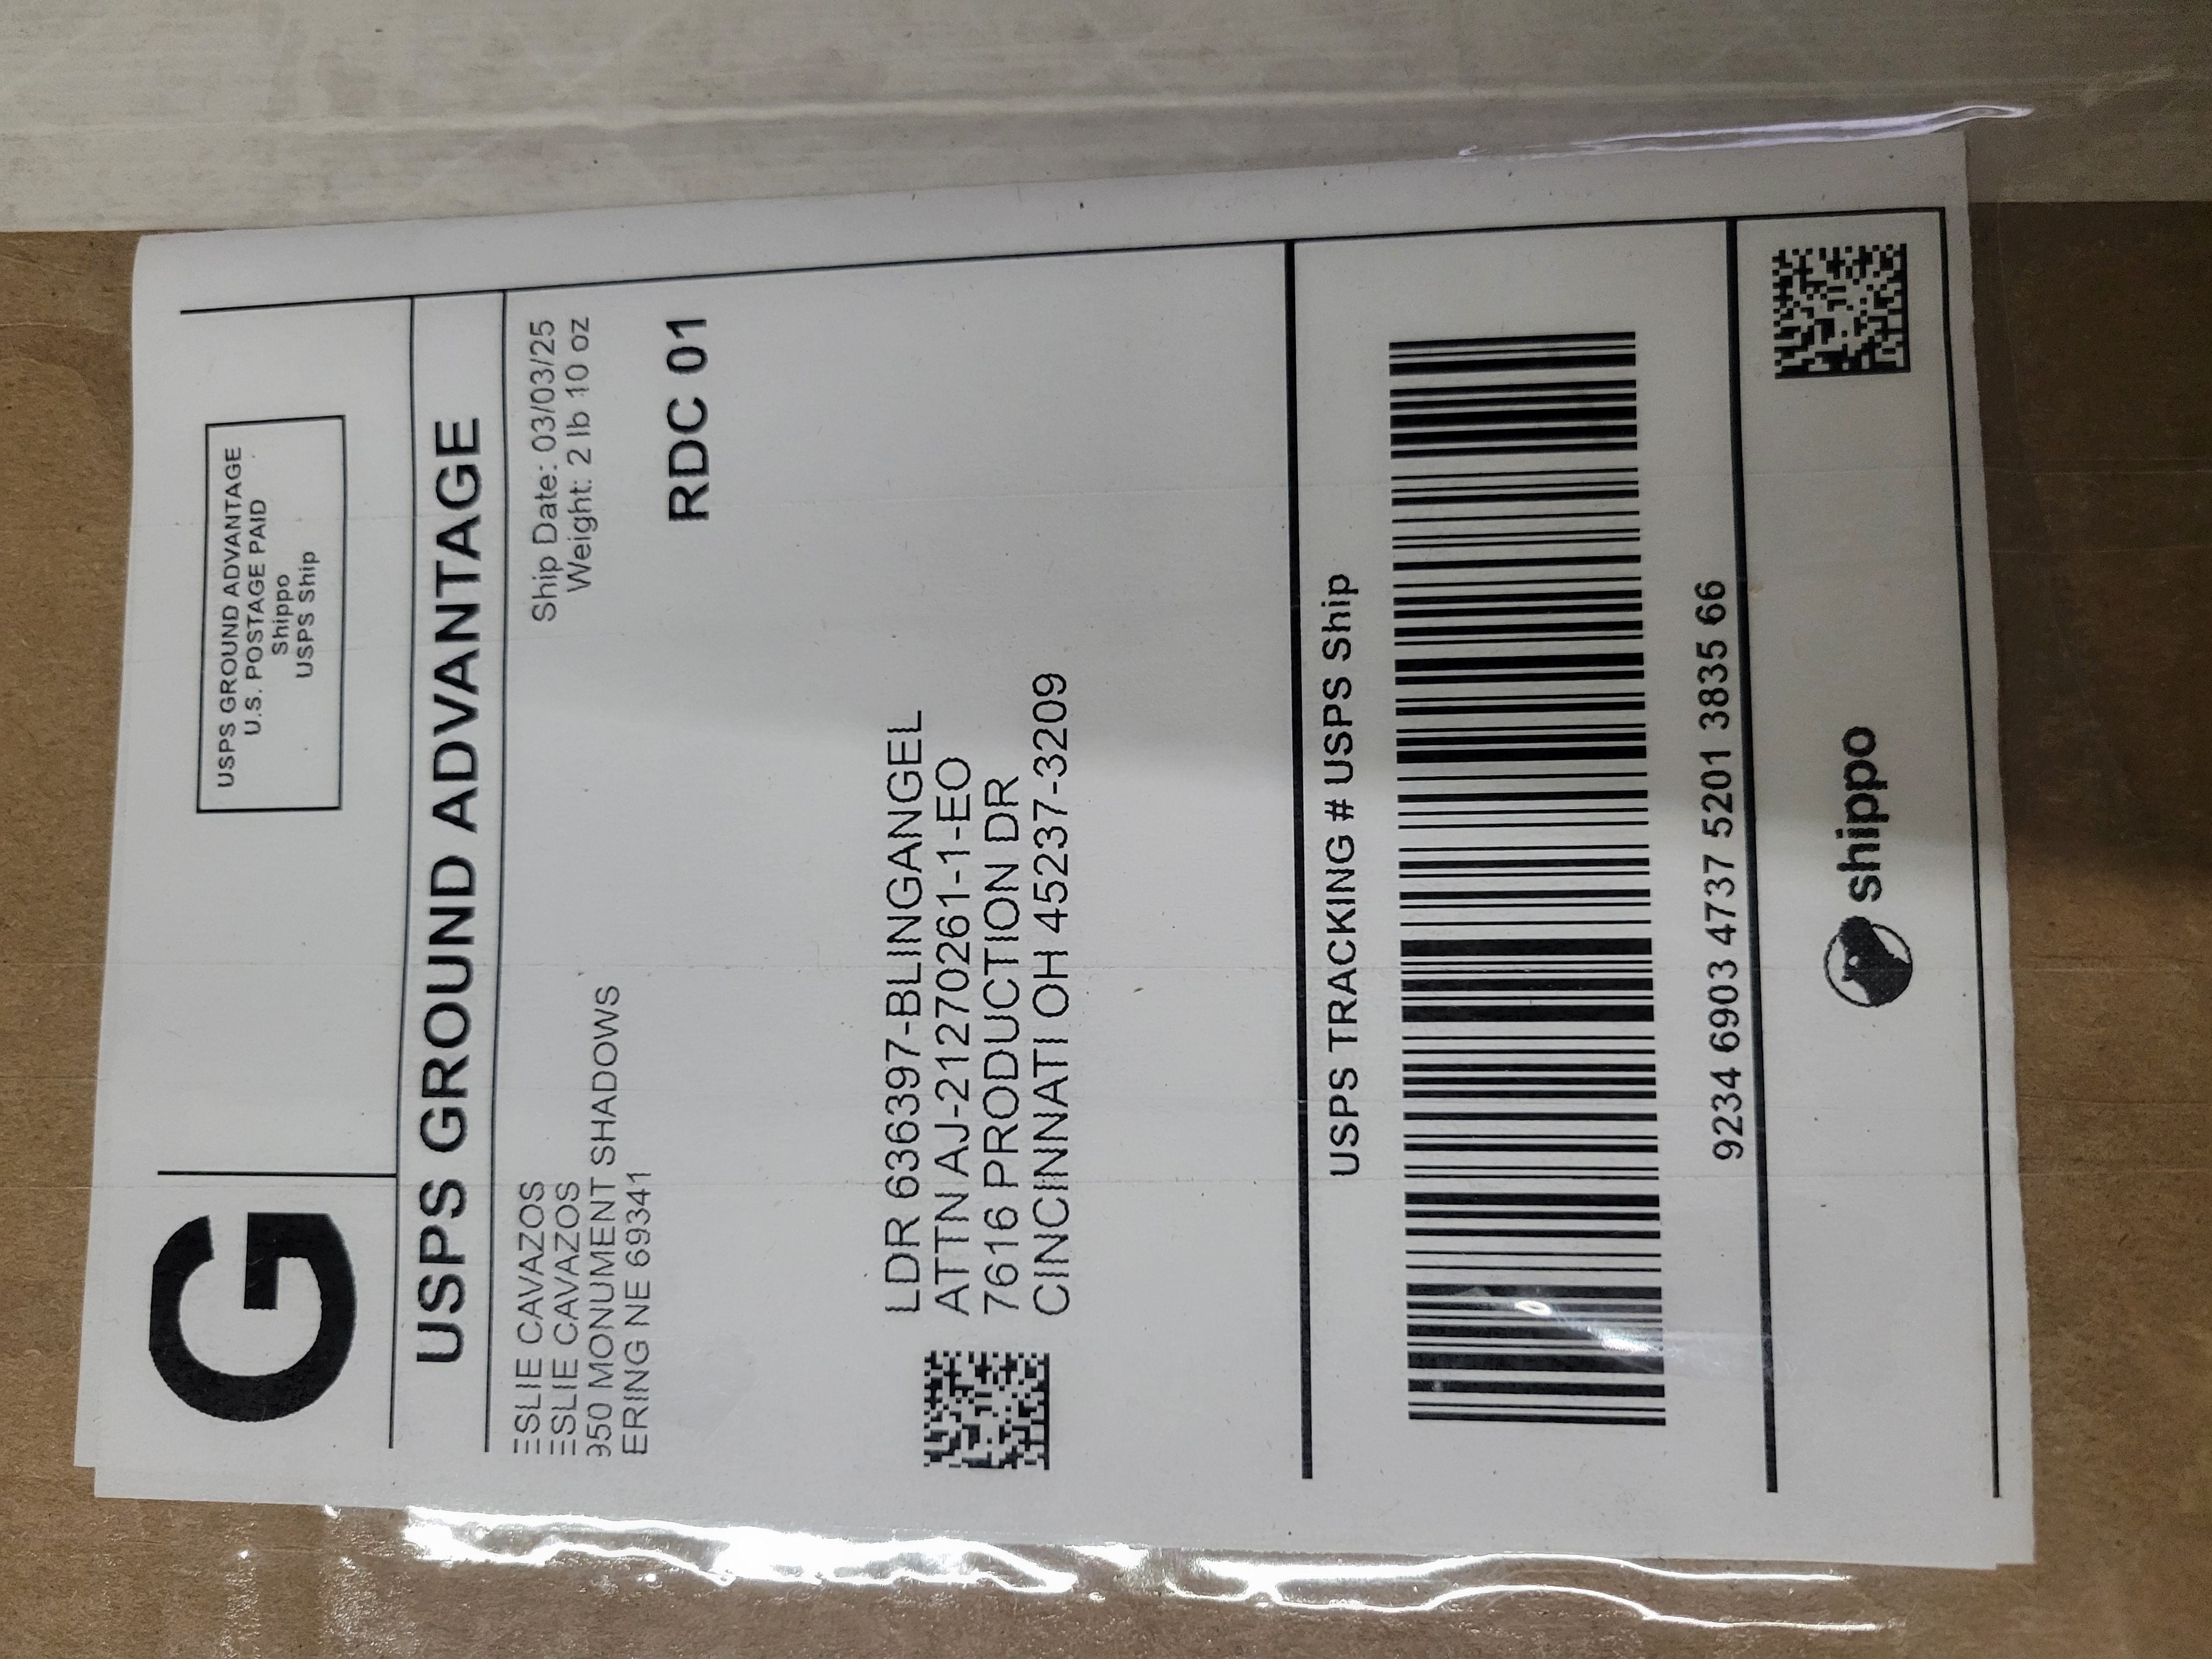 G
USPS GROUND ADVANTAGE
U.S. POSTAGE PAID
Shippo
USPS Ship
USPS GROUND ADVANTAGE
ESLIE CAVAZOS
ESLIE CAVAZOS
950 MONUMENT SHADOWS
ERING NE 69341
Ship Date: 03/03/25
Weight: 2 lb 10 oz
RDC 01
LDR 636397-BLINGANGEL
ATTN AJ-21270261-1-EO
7616 PRODUCTION DR
CINCINNATI OH 45237-3209
USPS TRACKING # USPS Ship
9234 6903 4737 5201 3835 66
shippo